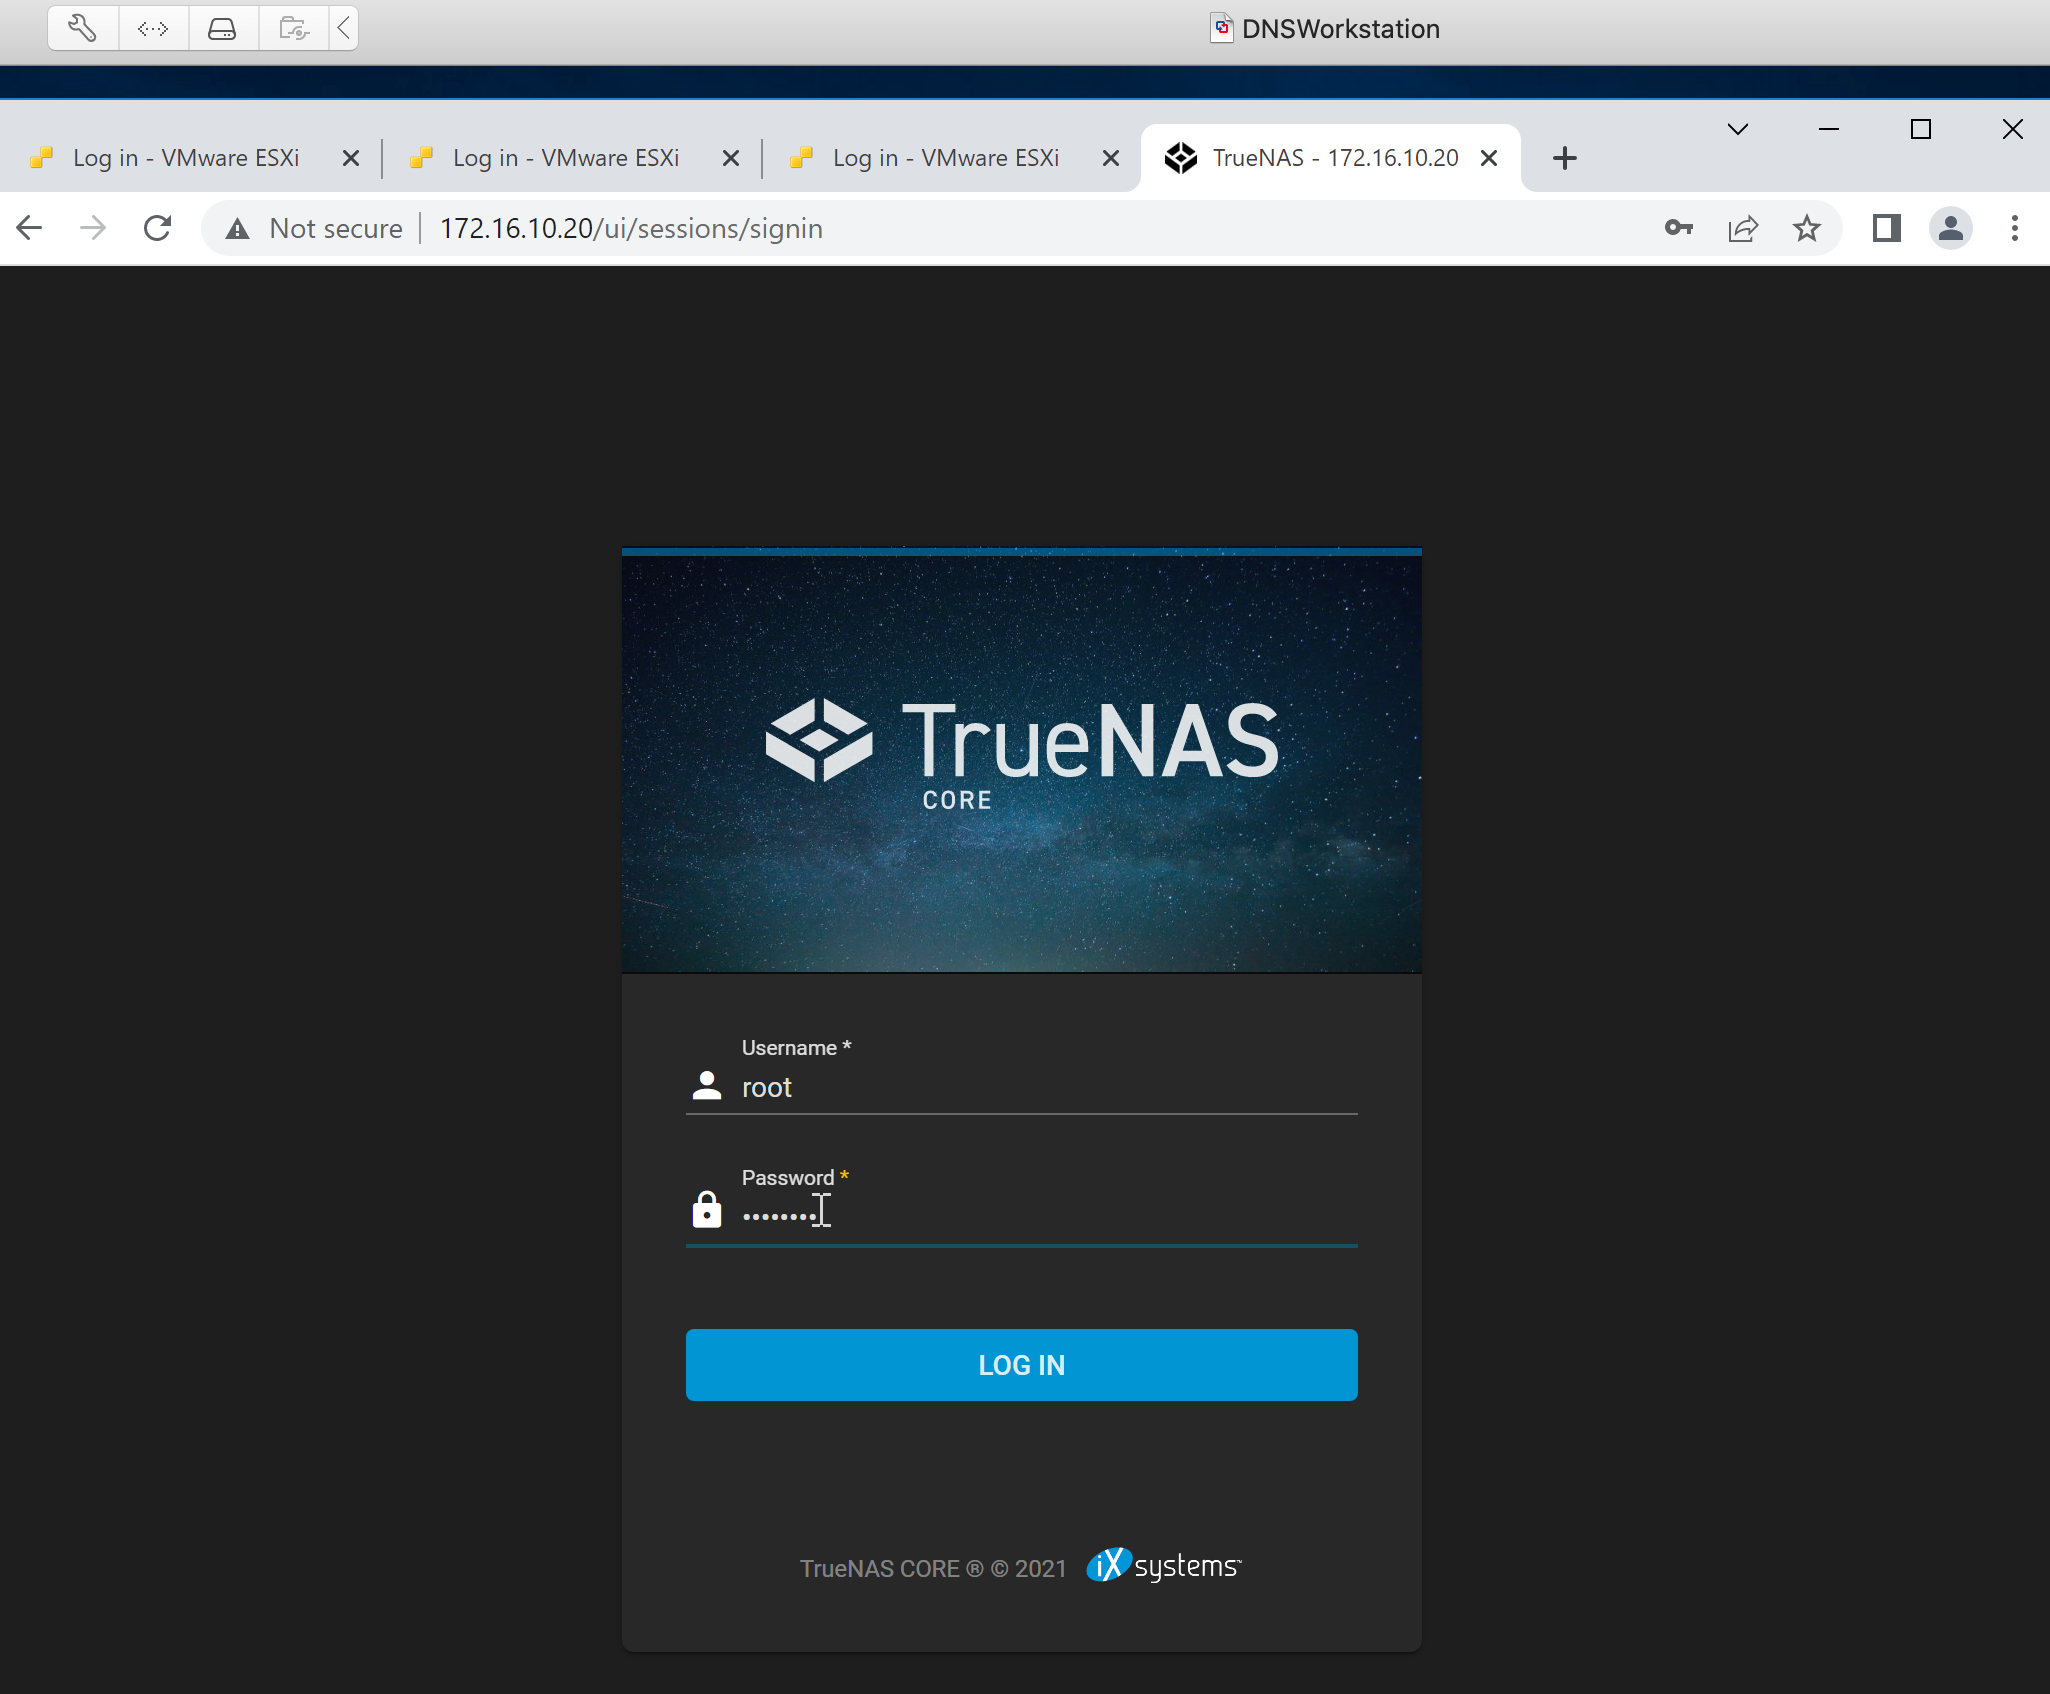 DNSWorkstation
Log in - VMware ESXi
Log in - VMware ESXi
Log in - VMware ESXi
TrueNAS - 172.16.10.20
Not secure
172.16.10.20/ui/sessions/signin
TrueNAS
CORE
Username *
root
Password *
••••••••
LOG IN
TrueNAS CORE ® © 2021
iXsystems™